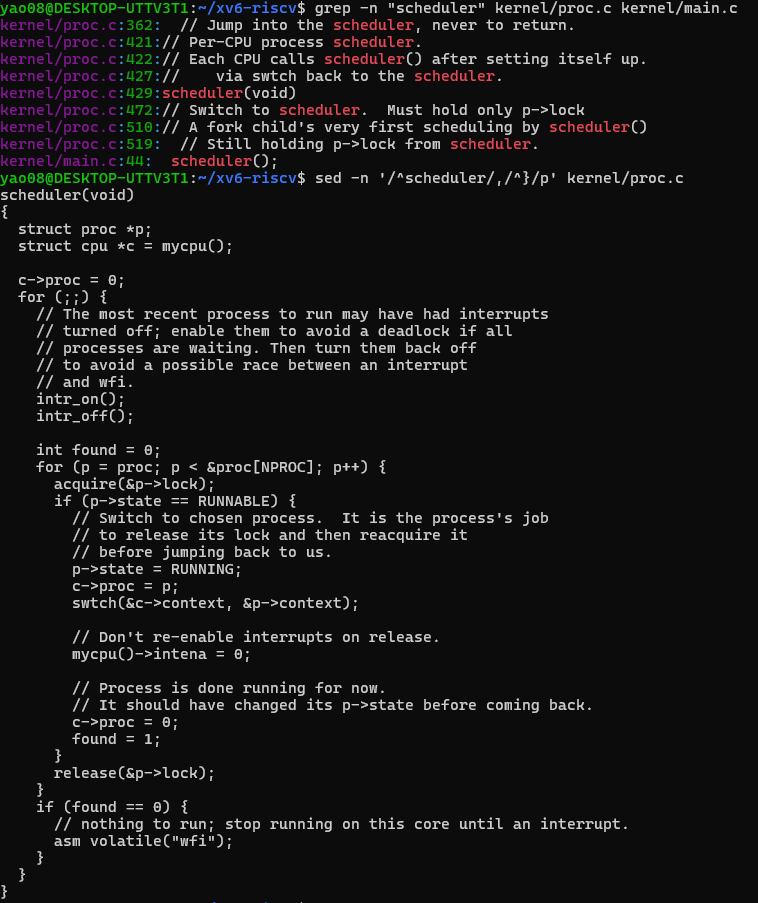 yao08@DESKTOP-UTTV3T1:~/xv6-riscv$ grep -n "scheduler" kernel/proc.c kernel/main.c
kernel/proc.c:362:  // Jump into the scheduler, never to return.
kernel/proc.c:421:// Per-CPU process scheduler.
kernel/proc.c:422:// Each CPU calls scheduler() after setting itself up.
kernel/proc.c:427://    via swtch back to the scheduler.
kernel/proc.c:429:scheduler(void)
kernel/proc.c:472:// Switch to scheduler.  Must hold only p->lock
kernel/proc.c:510:// A fork child's very first scheduling by scheduler()
kernel/proc.c:519:  // Still holding p->lock from scheduler.
kernel/main.c:44:  scheduler();
yao08@DESKTOP-UTTV3T1:~/xv6-riscv$ sed -n '/^scheduler/,/^}/p' kernel/proc.c
scheduler(void)
{
  struct proc *p;
  struct cpu *c = mycpu();

  c->proc = 0;
  for (;;) {
    // The most recent process to run may have had interrupts
    // turned off; enable them to avoid a deadlock if all
    // processes are waiting. Then turn them back off
    // to avoid a possible race between an interrupt
    // and wfi.
    intr_on();
    intr_off();

    int found = 0;
    for (p = proc; p < &proc[NPROC]; p++) {
      acquire(&p->lock);
      if (p->state == RUNNABLE) {
        // Switch to chosen process.  It is the process's job
        // to release its lock and then reacquire it
        // before jumping back to us.
        p->state = RUNNING;
        c->proc = p;
        swtch(&c->context, &p->context);

        // Don't re-enable interrupts on release.
        mycpu()->intena = 0;

        // Process is done running for now.
        // It should have changed its p->state before coming back.
        c->proc = 0;
        found = 1;
      }
      release(&p->lock);
    }
    if (found == 0) {
      // nothing to run; stop running on this core until an interrupt.
      asm volatile("wfi");
    }
  }
}